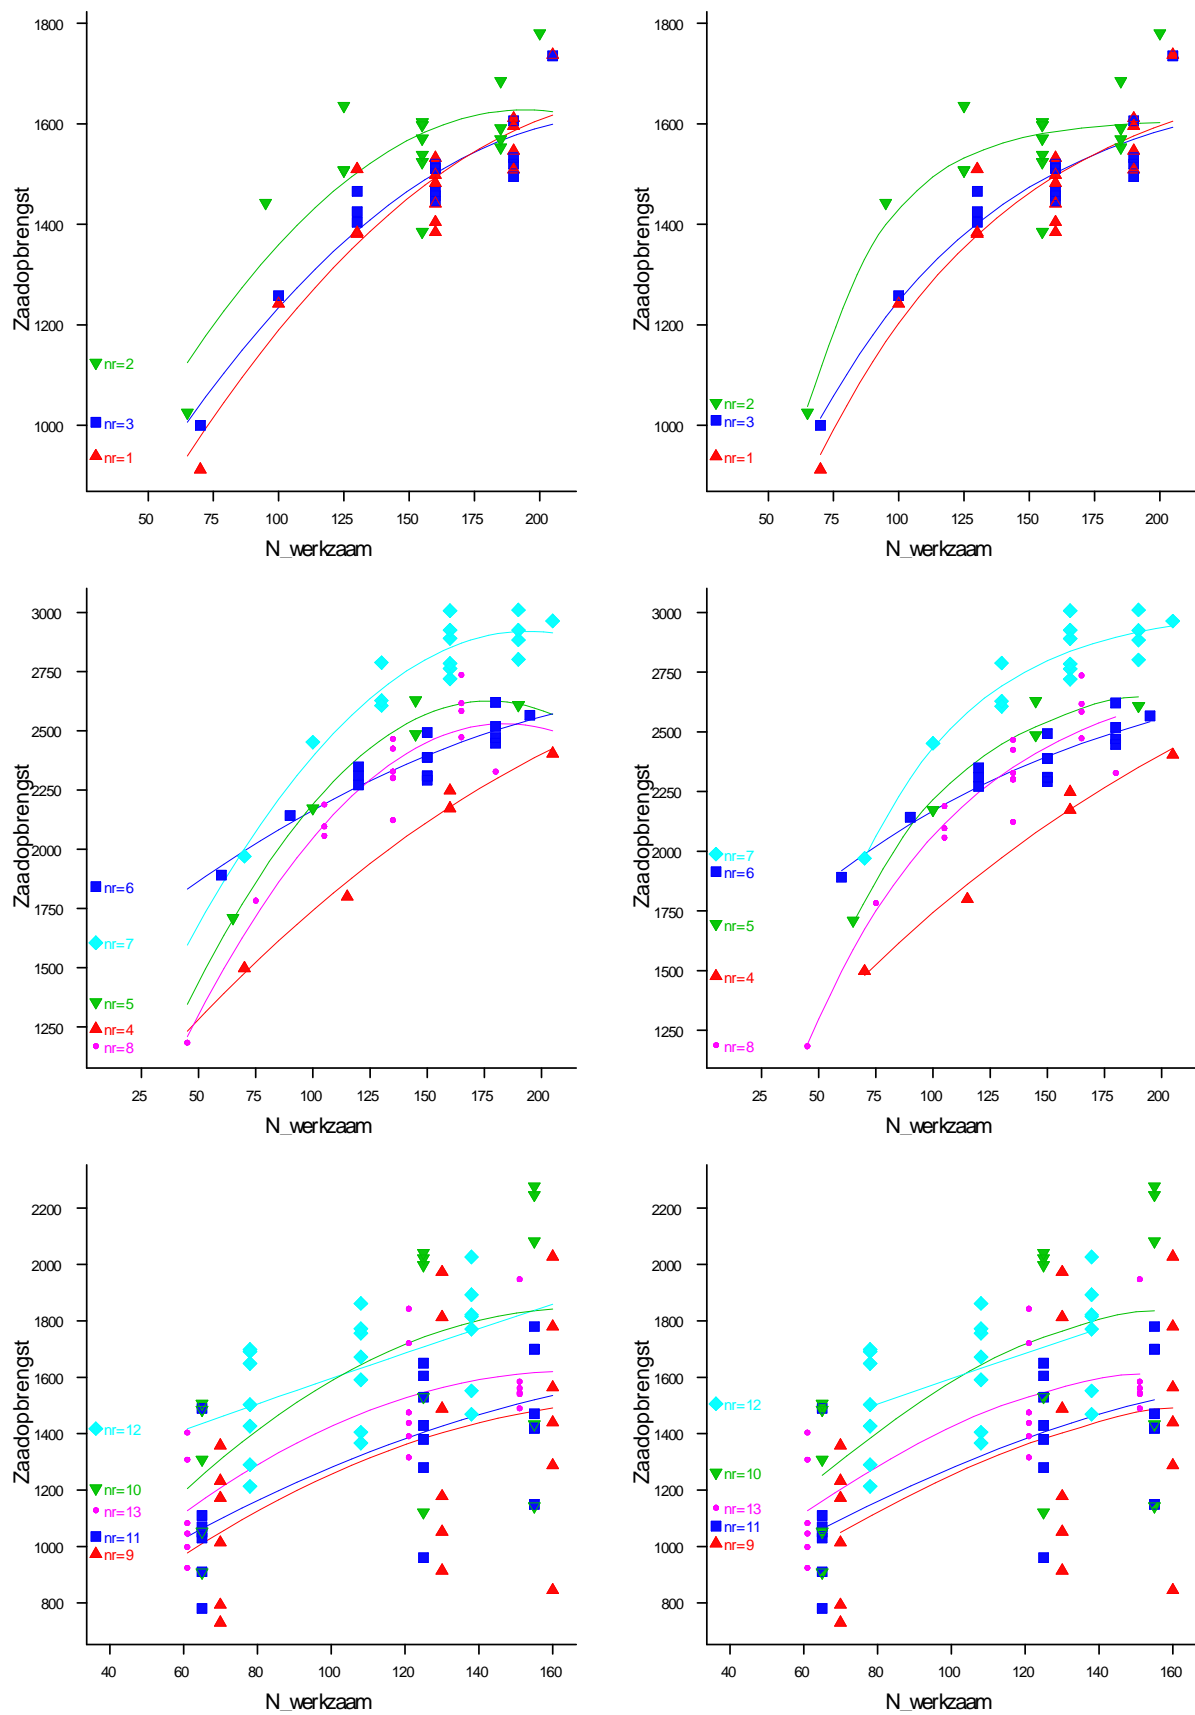 1800
1600
1400
1200
1000
Zaadopbrengst
nr=2
nr=3
nr=1
50 75 100 125 150 175 200
N_werkzaam
1800
1600
1400
1200
1000
Zaadopbrengst
nr=2
nr=3
nr=1
50 75 100 125 150 175 200
N_werkzaam
3000
2750
2500
2250
2000
1750
1500
1250
Zaadopbrengst
nr=6
nr=7
nr=5
nr=4
nr=8
25 50 75 100 125 150 175 200
N_werkzaam
3000
2750
2500
2250
2000
1750
1500
1250
Zaadopbrengst
nr=7
nr=6
nr=5
nr=4
nr=8
25 50 75 100 125 150 175 200
N_werkzaam
2200
2000
1800
1600
1400
1200
1000
800
Zaadopbrengst
nr=12
nr=10
nr=13
nr=11
nr=9
40 60 80 100 120 140 160
N_werkzaam
2200
2000
1800
1600
1400
1200
1000
800
Zaadopbrengst
nr=12
nr=10
nr=13
nr=11
nr=9
40 60 80 100 120 140 160
N_werkzaam